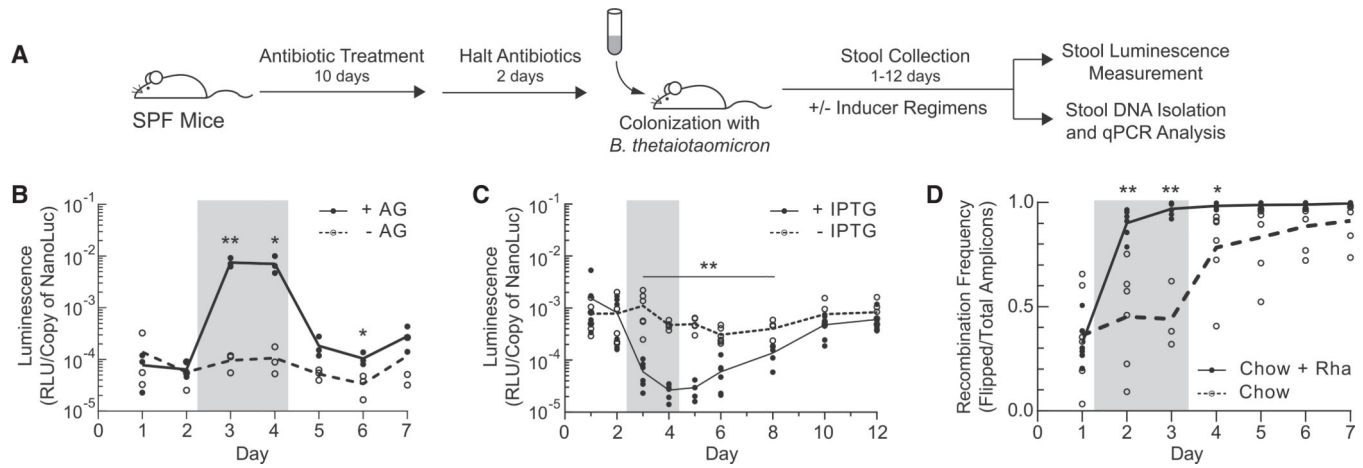 A
SPF Mice
Antibiotic Treatment
10 days
Halt Antibiotics
2 days
Colonization with
B. thetaiotaomicron
Stool Collection
1-12 days
+/- Inducer Regimens
Stool Luminescence
Measurement
Stool DNA Isolation
and qPCR Analysis
B
Luminescence
(RLU/Copy of NanoLuc)
10-1
10-2
10-3
10-4
10-5
+ AG
- AG
**
*
*
0 1 2 3 4 5 6 7
Day
C
Luminescence
(RLU/Copy of NanoLuc)
10-1
10-2
10-3
10-4
10-5
+ IPTG
- IPTG
**
0 2 4 6 8 10 12
Day
D
Recombination Frequency
(Flipped/Total Amplicons)
1.0
0.5
0.0
** ** *
Chow + Rha
Chow
0 1 2 3 4 5 6 7
Day